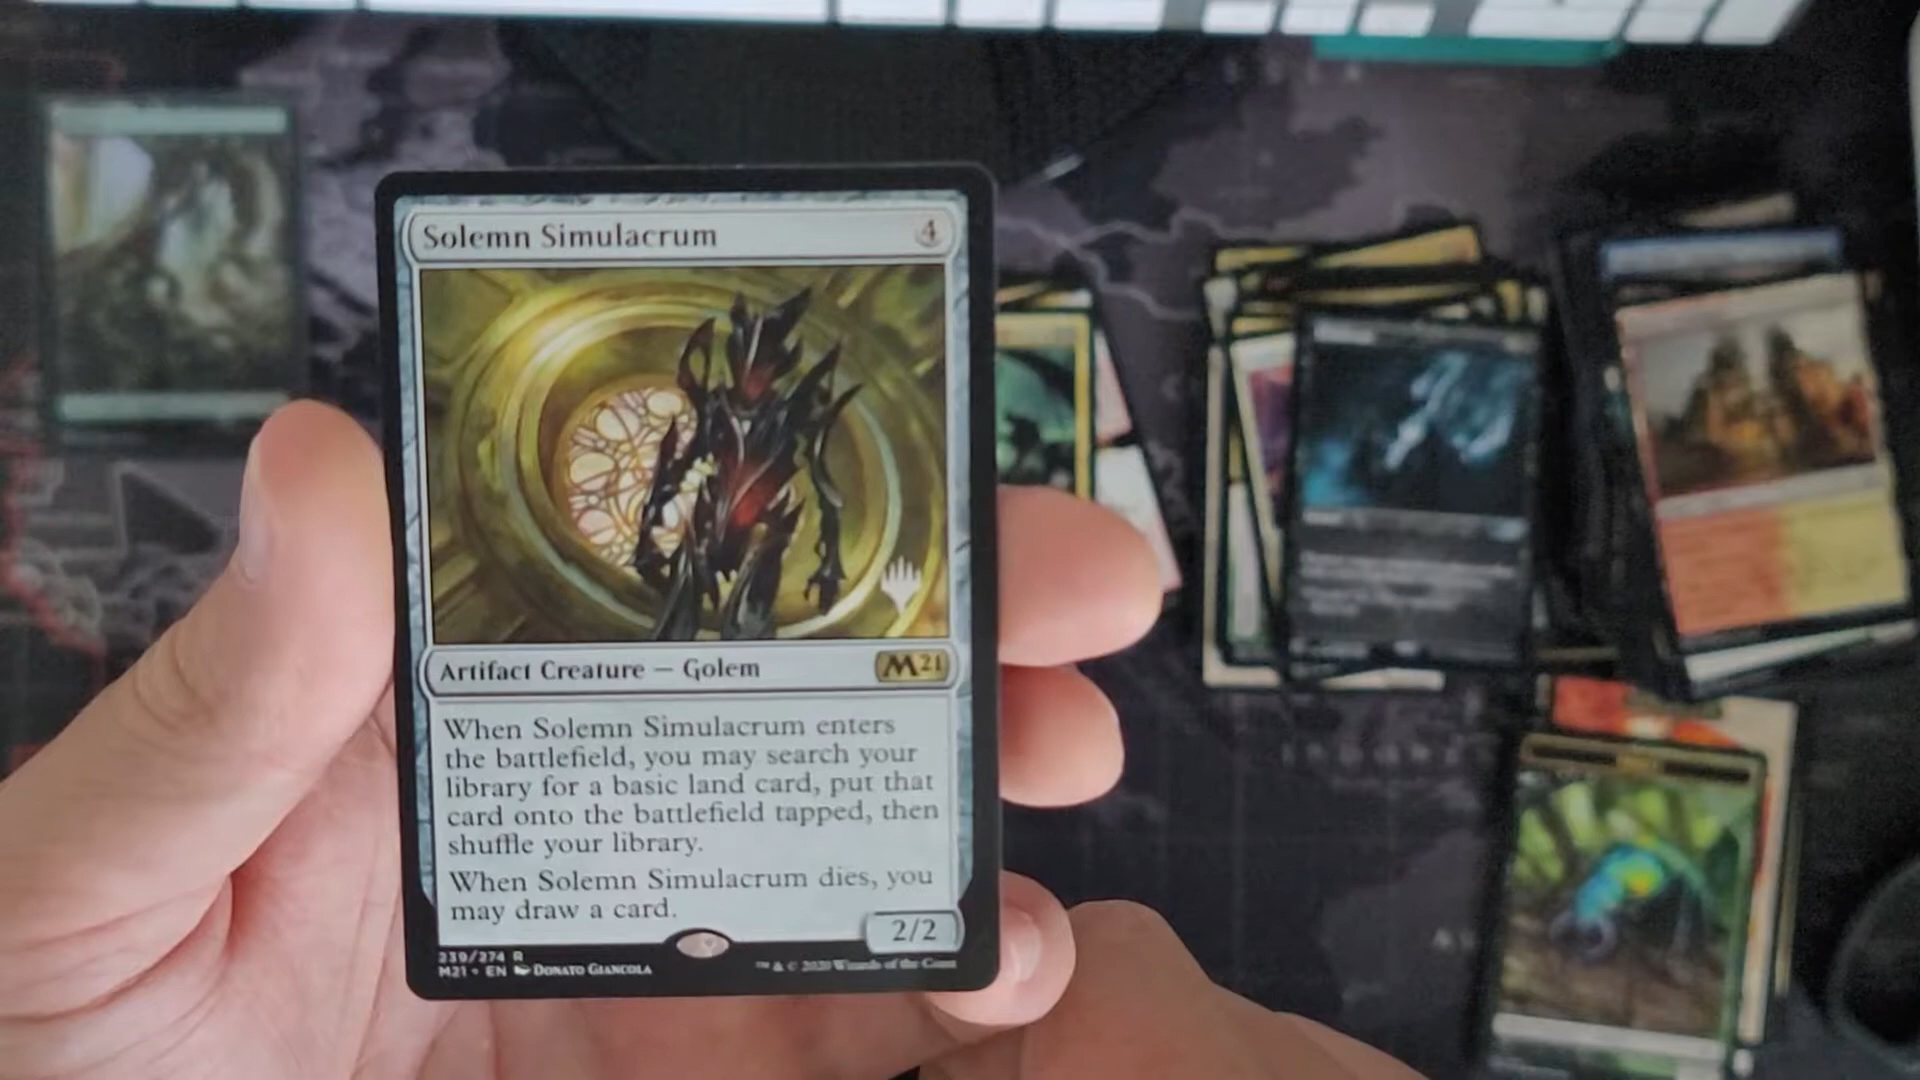 Solemn Simulacrum
4
Artifact Creature — Golem
M21
When Solemn Simulacrum enters
the battlefield, you may search your
library for a basic land card, put that
card onto the battlefield tapped, then
shuffle your library.
When Solemn Simulacrum dies, you
may draw a card.
2/2
239/274 R
M21 • EN DONATO GIANCOLA
™ & © 2020 Wizards of the Coast